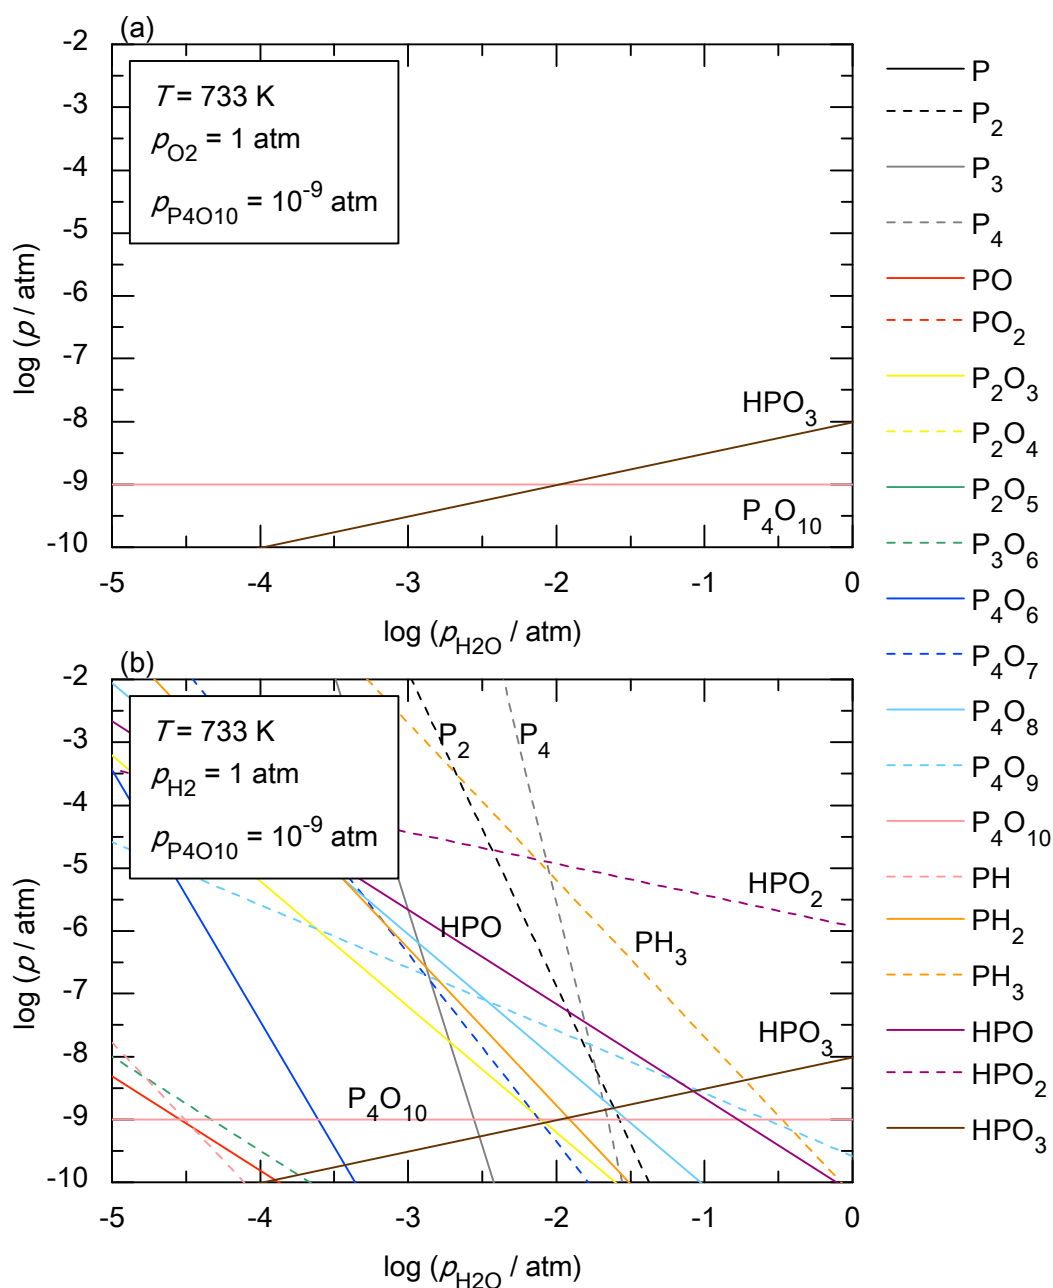 (a)
-2
-3
-4
-5
-6
-7
-8
-9
-10
log (p / atm)
T = 733 K
p_O2 = 1 atm
p_P4O10 = 10^-9 atm
HPO₃
P₄O₁₀
-5 -4 -3 -2 -1 0
log (p_H2O / atm)
(b)
-2
-3
-4
-5
-6
-7
-8
-9
-10
log (p / atm)
T = 733 K
p_H2 = 1 atm
p_P4O10 = 10^-9 atm
P₂
P₄
HPO₂
HPO
PH₃
HPO₃
P₄O₁₀
-5 -4 -3 -2 -1 0
log (p_H2O / atm)
P
P₂
P₃
P₄
PO
PO₂
P₂O₃
P₂O₄
P₂O₅
P₃O₆
P₄O₆
P₄O₇
P₄O₈
P₄O₉
P₄O₁₀
PH
PH₂
PH₃
HPO
HPO₂
HPO₃